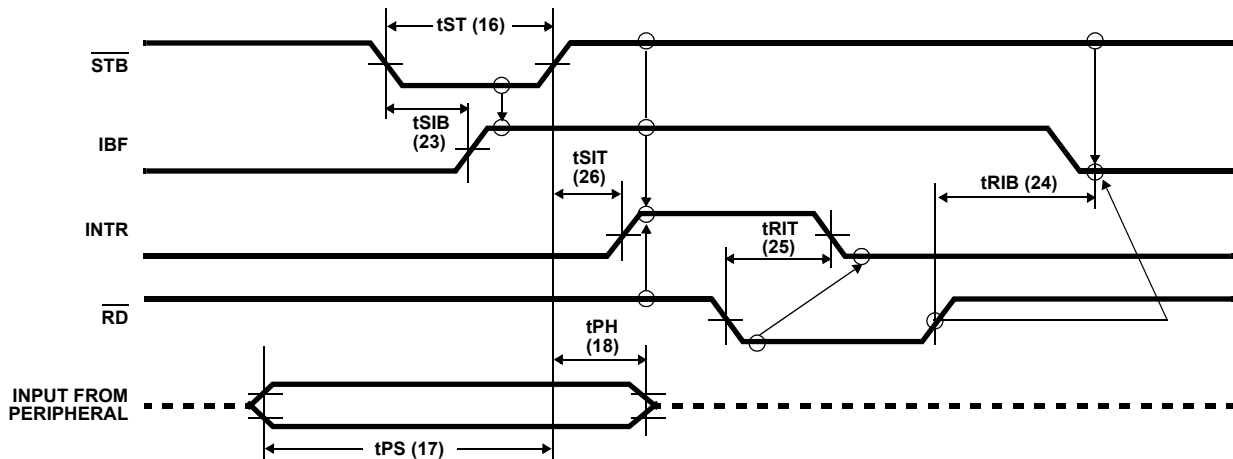 tST (16)
STB
tSIB
(23)
IBF
tSIT
(26)
tRIB (24)
INTR
tRIT
(25)
RD
tPH
(18)
INPUT FROM
PERIPHERAL
tPS (17)